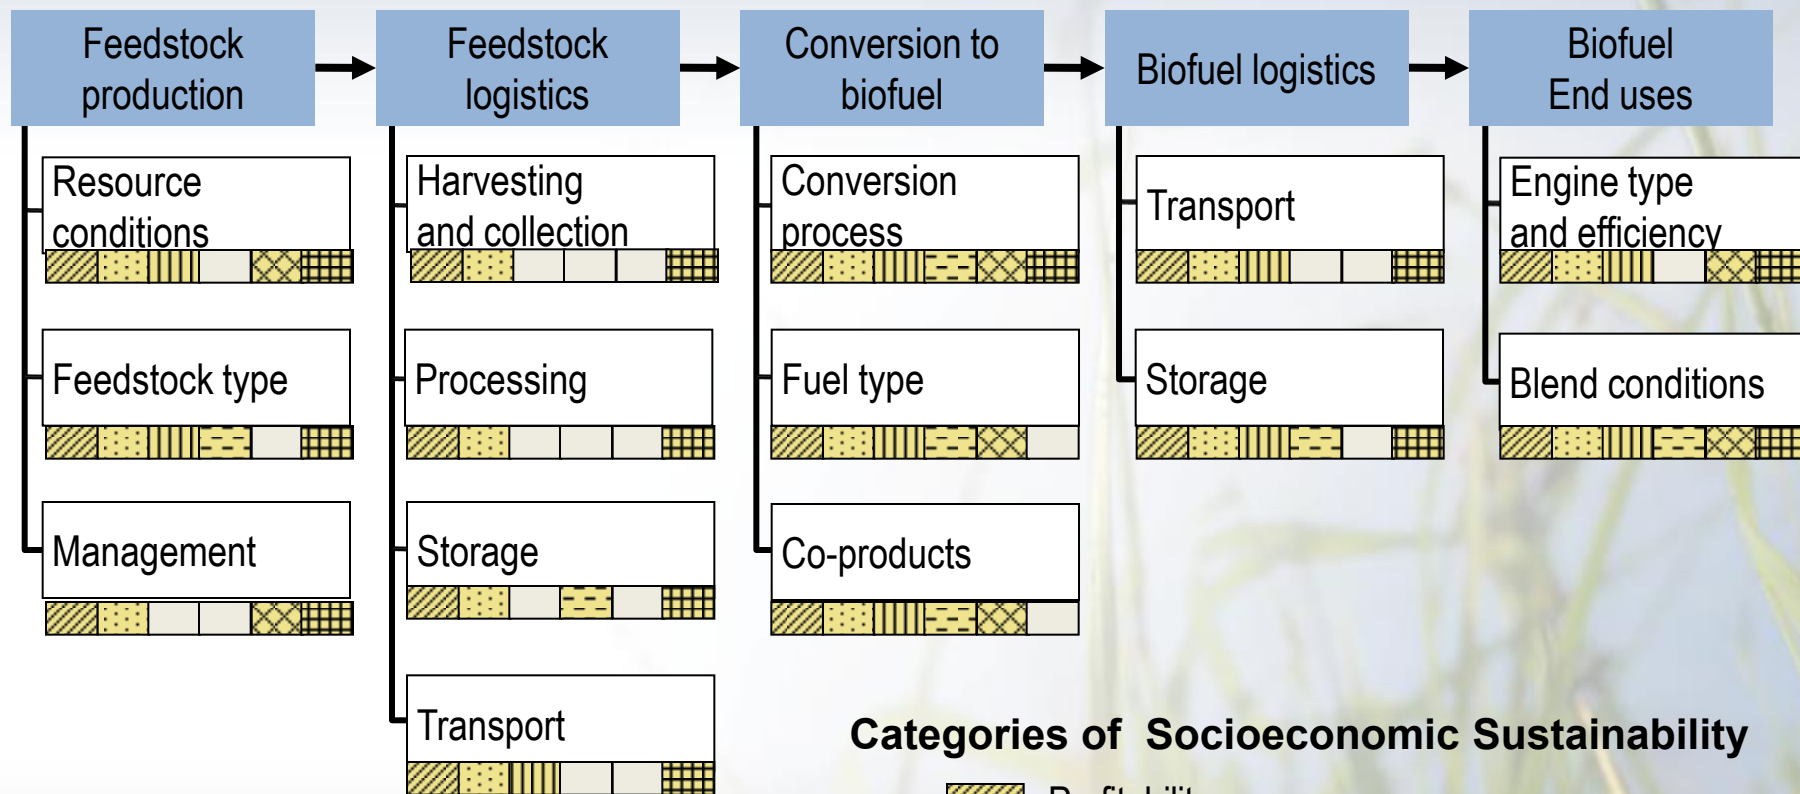 Feedstock
production
Feedstock
logistics
Conversion to
biofuel
Biofuel logistics
Biofuel
End uses
Resource
conditions
Feedstock type
Management
Harvesting
and collection
Processing
Storage
Transport
Conversion
process
Fuel type
Co-products
Transport
Storage
Engine type
and efficiency
Blend conditions
Categories of Socioeconomic Sustainability